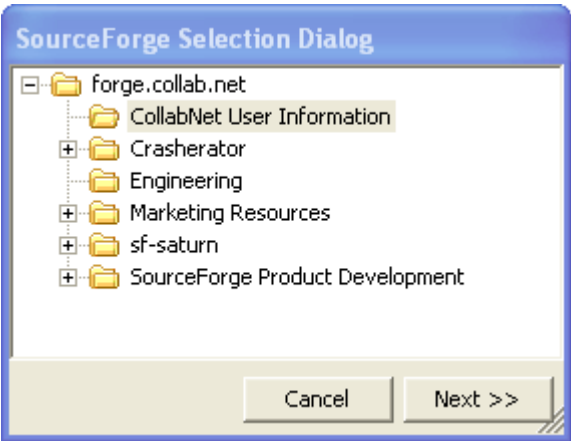 SourceForge Selection Dialog
forge.collab.net
CollabNet User Information
Crasherator
Engineering
Marketing Resources
sf-saturn
SourceForge Product Development
Cancel Next >>